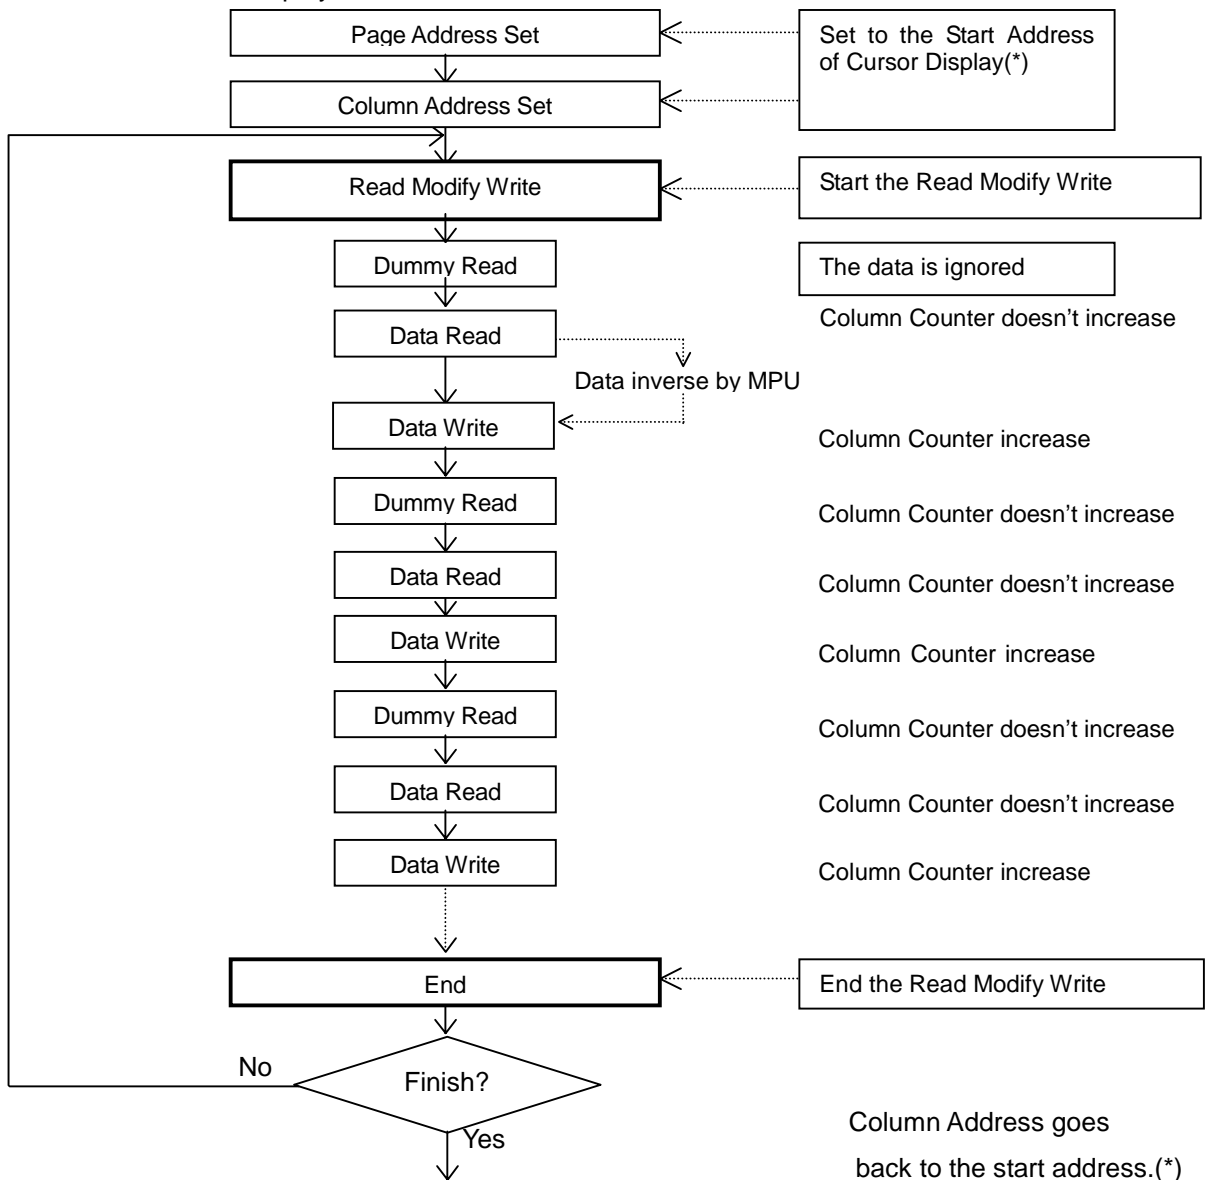 Page Address Set
Set to the Start Address
of Cursor Display(*)
Column Address Set
Read Modify Write
Start the Read Modify Write
Dummy Read
The data is ignored
Data Read
Column Counter doesn't increase
Data inverse by MPU
Data Write
Column Counter increase
Dummy Read
Column Counter doesn't increase
Data Read
Column Counter doesn't increase
Data Write
Column Counter increase
Dummy Read
Column Counter doesn't increase
Data Read
Column Counter doesn't increase
Data Write
Column Counter increase
End
End the Read Modify Write
No
Finish?
Yes
Column Address goes
back to the start address.(*)